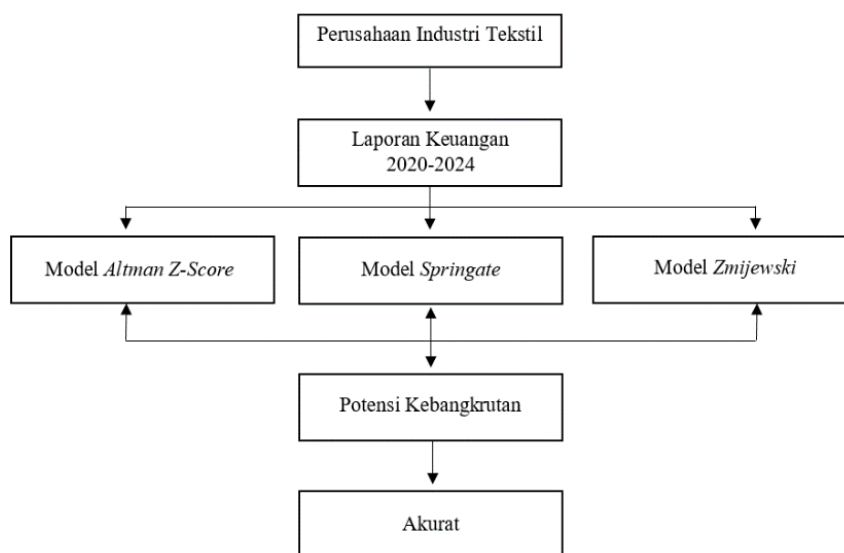 Perusahaan Industri Tekstil
Laporan Keuangan
2020-2024
Model Altman Z-Score
Model Springate
Model Zmijewski
Potensi Kebangkrutan
Akurat